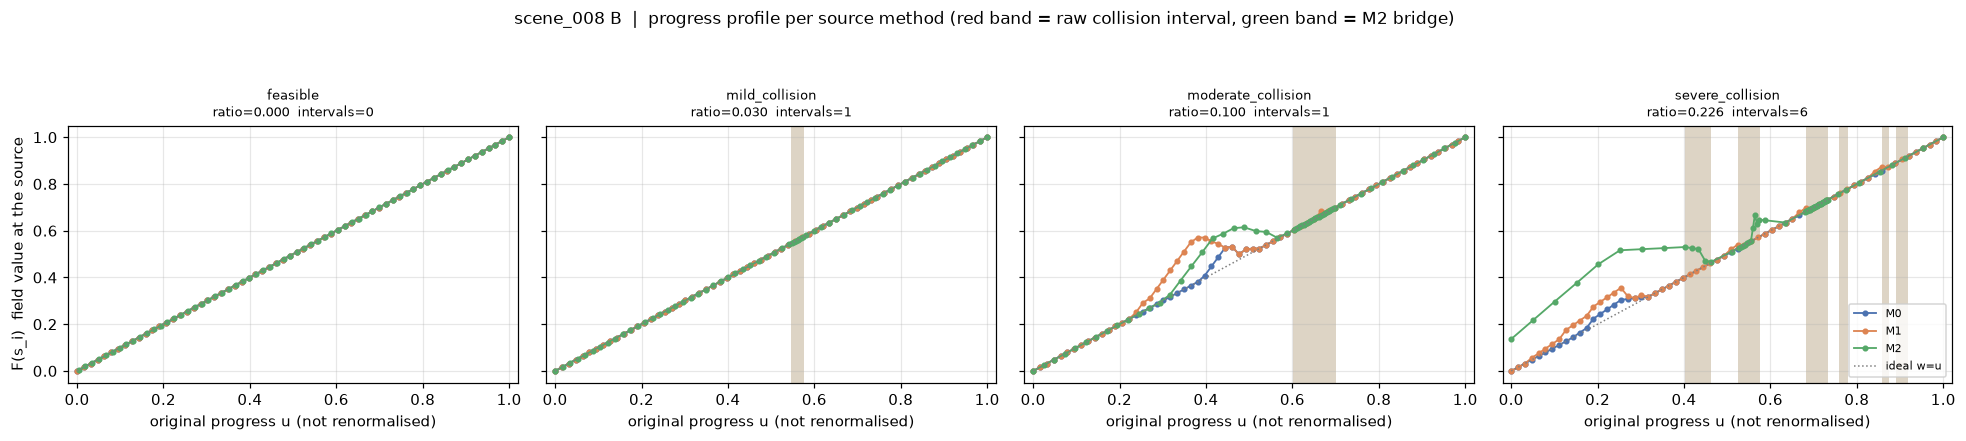 scene_008 B  |  progress profile per source method (red band = raw collision interval, green band = M2 bridge)
feasible
ratio=0.000  intervals=0
mild_collision
ratio=0.030  intervals=1
moderate_collision
ratio=0.100  intervals=1
severe_collision
ratio=0.226  intervals=6
F(s_i)  field value at the source
1.0
0.8
0.6
0.4
0.2
0.0
0.0 0.2 0.4 0.6 0.8 1.0
0.0 0.2 0.4 0.6 0.8 1.0
0.0 0.2 0.4 0.6 0.8 1.0
0.0 0.2 0.4 0.6 0.8 1.0
original progress u (not renormalised)
original progress u (not renormalised)
original progress u (not renormalised)
original progress u (not renormalised)
M0
M1
M2
ideal w=u